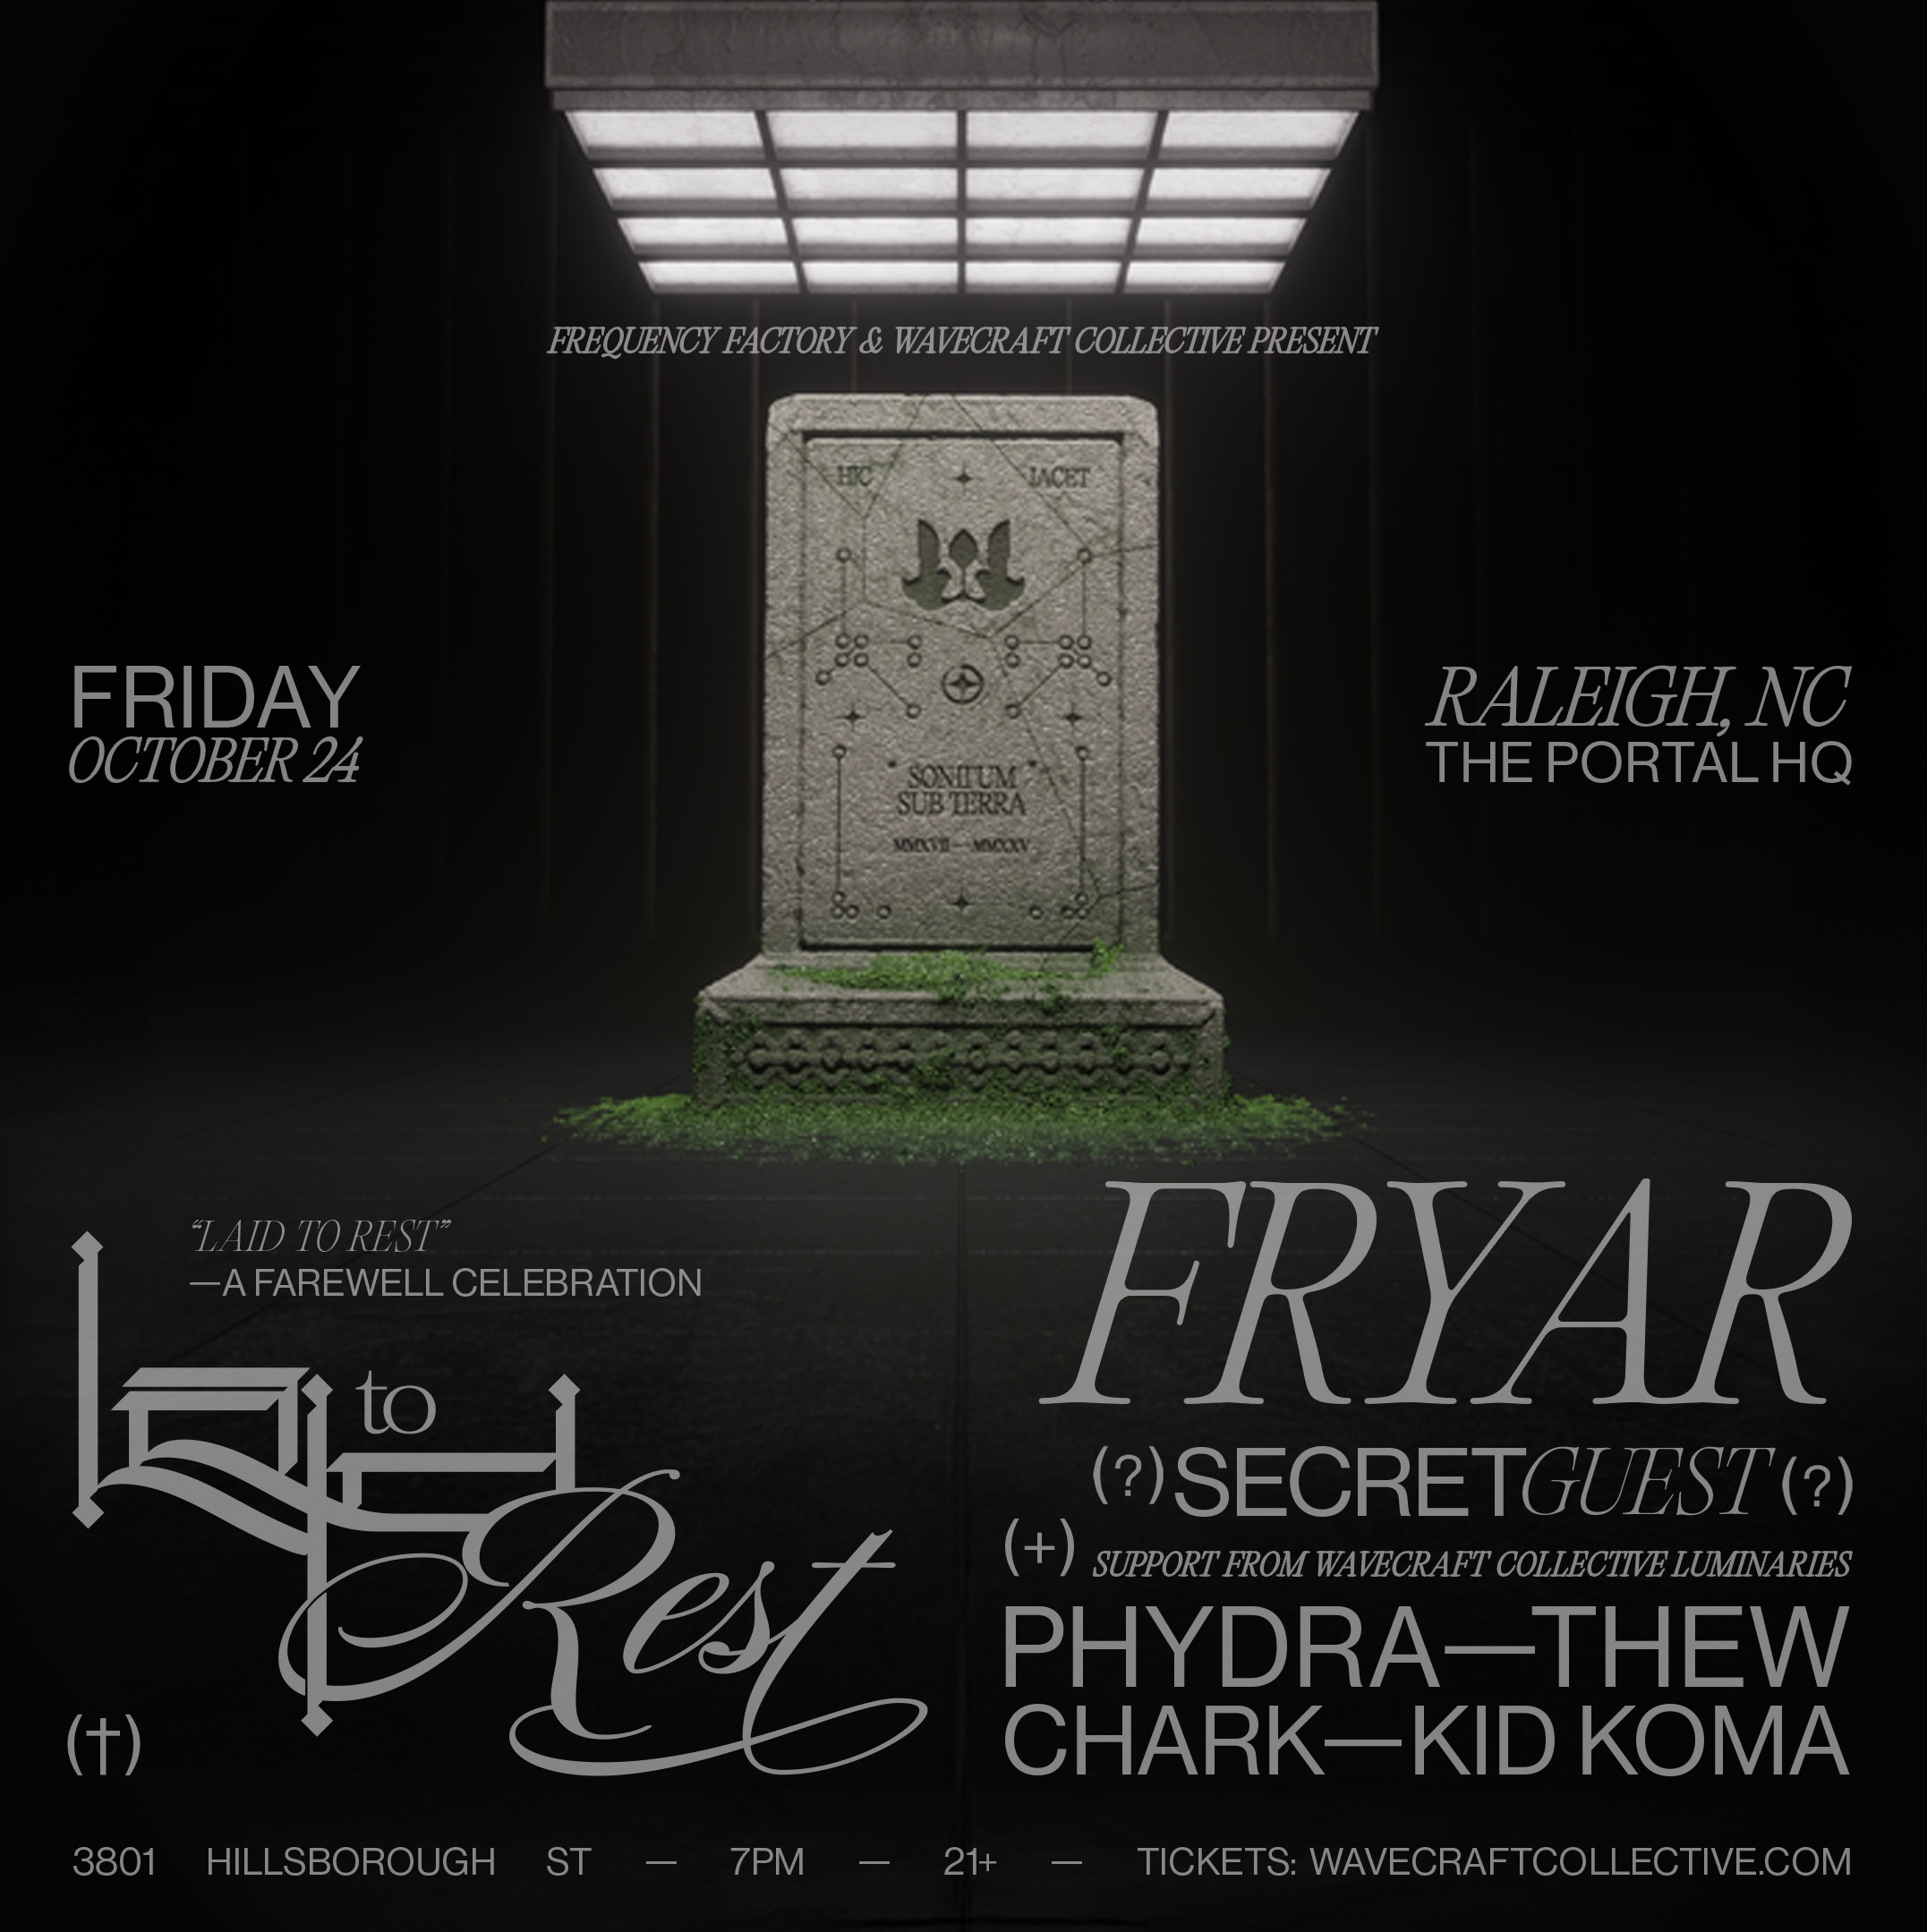 FREQUENCY FACTORY & WAVECRAFT COLLECTIVE PRESENT
HIC IACET
SONITUM
SUB TERRA
MMXVII — MMXXV
FRIDAY
OCTOBER 24
RALEIGH, NC
THE PORTAL HQ
“LAID TO REST”
—A FAREWELL CELEBRATION
Laid to
Rest
(†)
FRYAR
(?) SECRET GUEST (?)
(+) SUPPORT FROM WAVECRAFT COLLECTIVE LUMINARIES
PHYDRA—THEW
CHARK—KID KOMA
3801 HILLSBOROUGH ST — 7PM — 21+ — TICKETS: WAVECRAFTCOLLECTIVE.COM